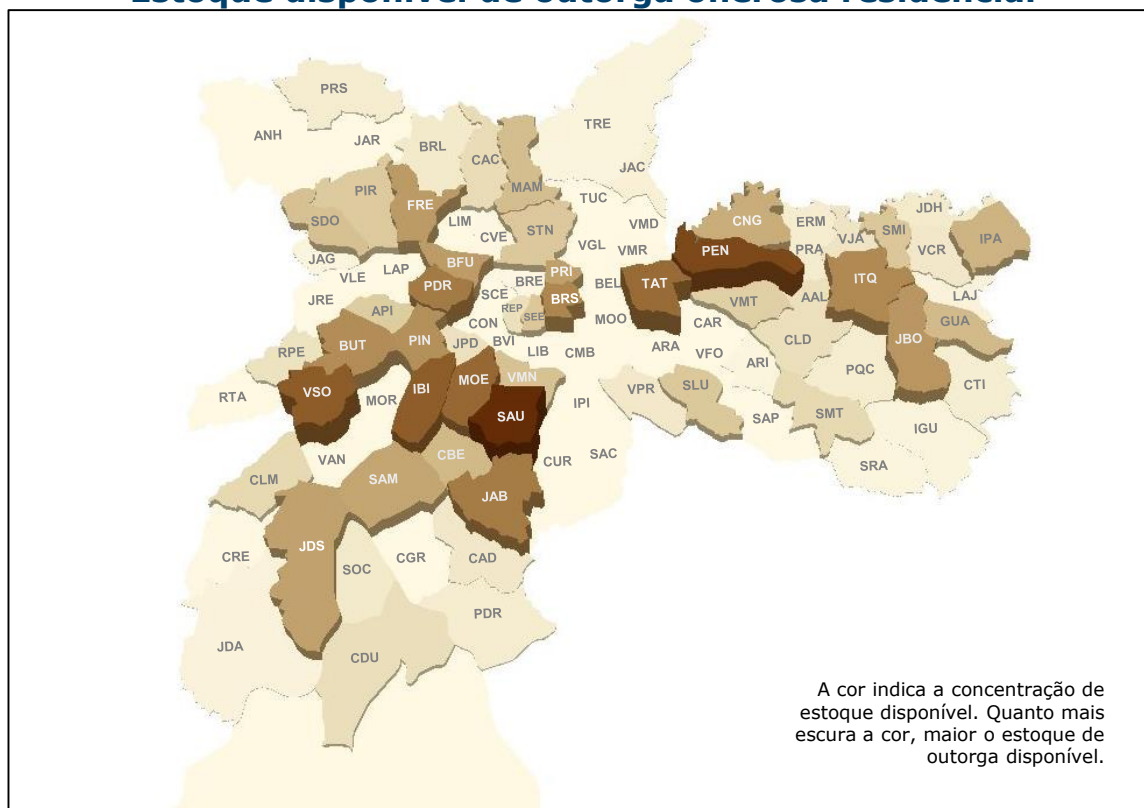 Estoque disponível de outorga onerosa residencial
PRS
ANH
JAR
BRL
CAC
TRE
JAC
MAM
PIR
FRE
SDO
LIM
CVE
STN
TUC
VMD
VGL
VMR
CNG
ERM
PRA
VJA
SMI
JDH
VCR
IPA
PEN
JAG
VLE
LAP
BFU
PRI
BRE
BEL
TAT
ITQ
JRE
PDR
SCE
BRS
REP
SEE
MOO
VMT
AAL
LAJ
API
CON
CAR
GUA
RPE
BUT
PIN
JPD
BVI
LIB
CMB
ARA
VFO
ARI
CLD
JBO
PQC
CTI
RTA
VSO
MOR
IBI
MOE
VMN
IPI
VPR
SLU
SAP
SMT
IGU
SAU
VAN
CBE
CUR
SAC
SRA
CLM
SAM
JAB
CRE
JDS
SOC
CGR
CAD
JDA
CDU
PDR
A cor indica a concentração de
estoque disponível. Quanto mais
escura a cor, maior o estoque de
outorga disponível.